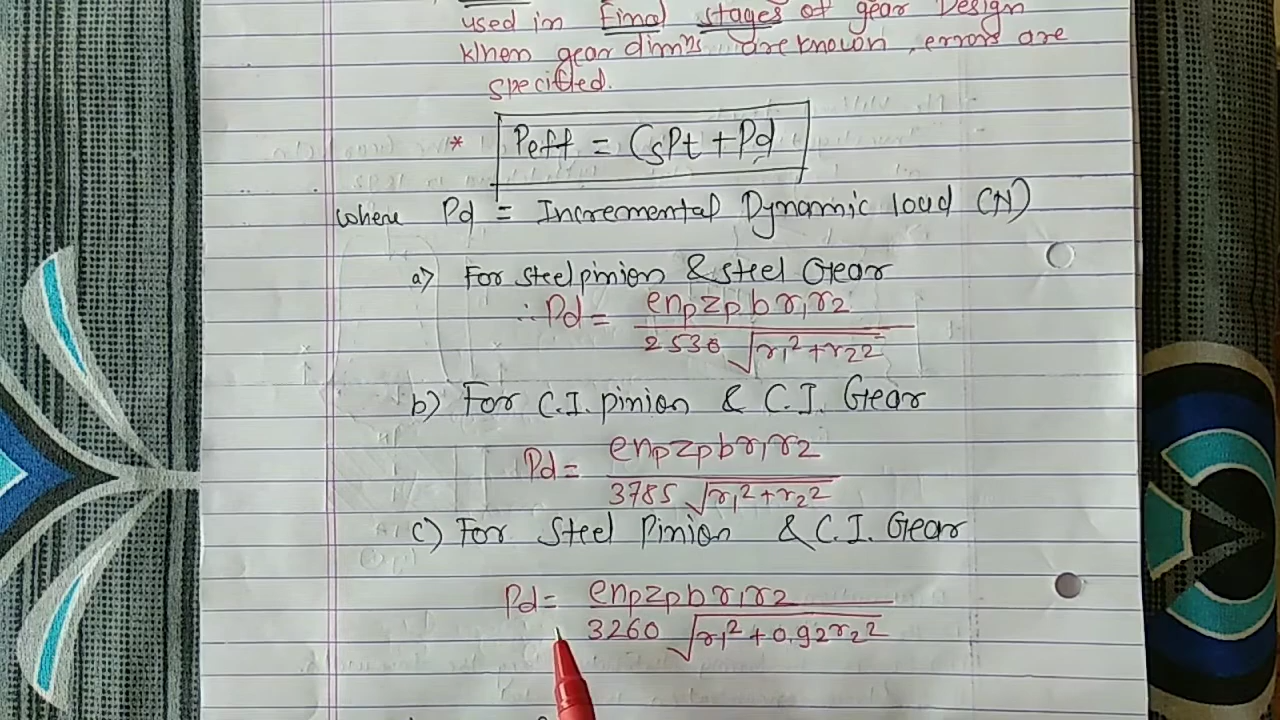 used in Final stages of gear Design
When gear dim's are known, errors are
specified.
* Peff = CsPt + Pd
where Pd = Incremental Dynamic load (N)
a) For steel pinion & steel Gear
∴ Pd = enpzpbr1r2 / 2530 √r1²+r2²
b) For C.I. pinion & C.I. Gear
Pd = enpzpbr1r2 / 3785 √r1²+r2²
c) For Steel Pinion & C.I. Gear
Pd = enpzpbr1r2 / 3260 √r1²+0.92r2²